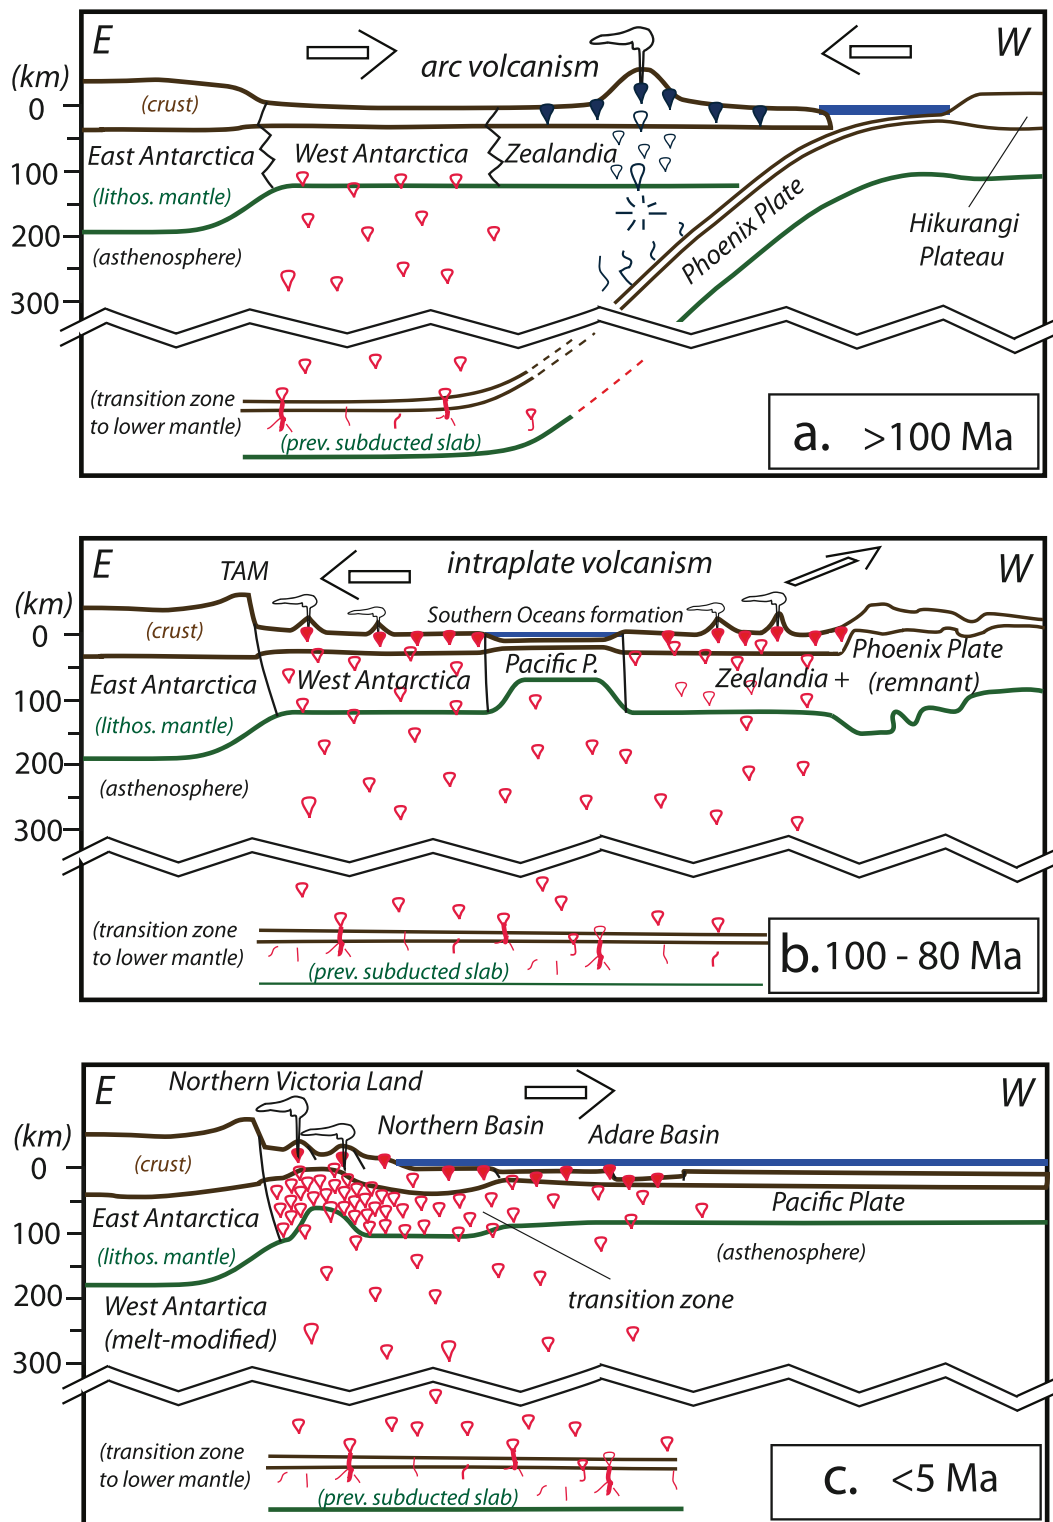 E
W
(km)
arc volcanism
0
(crust)
East Antarctica
West Antarctica
Zealandia
100
(lithos. mantle)
Phoenix Plate
Hikurangi
Plateau
200
(asthenosphere)
300
(transition zone
to lower mantle)
(prev. subducted slab)
a. >100 Ma
E
W
TAM
intraplate volcanism
(km)
Southern Oceans formation
0
(crust)
Phoenix Plate
(remnant)
East Antarctica
West Antarctica
Pacific P.
Zealandia +
100
(lithos. mantle)
200
(asthenosphere)
300
(transition zone
to lower mantle)
(prev. subducted slab)
b. 100 - 80 Ma
E
W
Northern Victoria Land
Northern Basin
Adare Basin
(km)
0
(crust)
Pacific Plate
East Antarctica
100
(lithos. mantle)
(asthenosphere)
transition zone
200
West Antartica
(melt-modified)
300
(transition zone
to lower mantle)
(prev. subducted slab)
c. <5 Ma